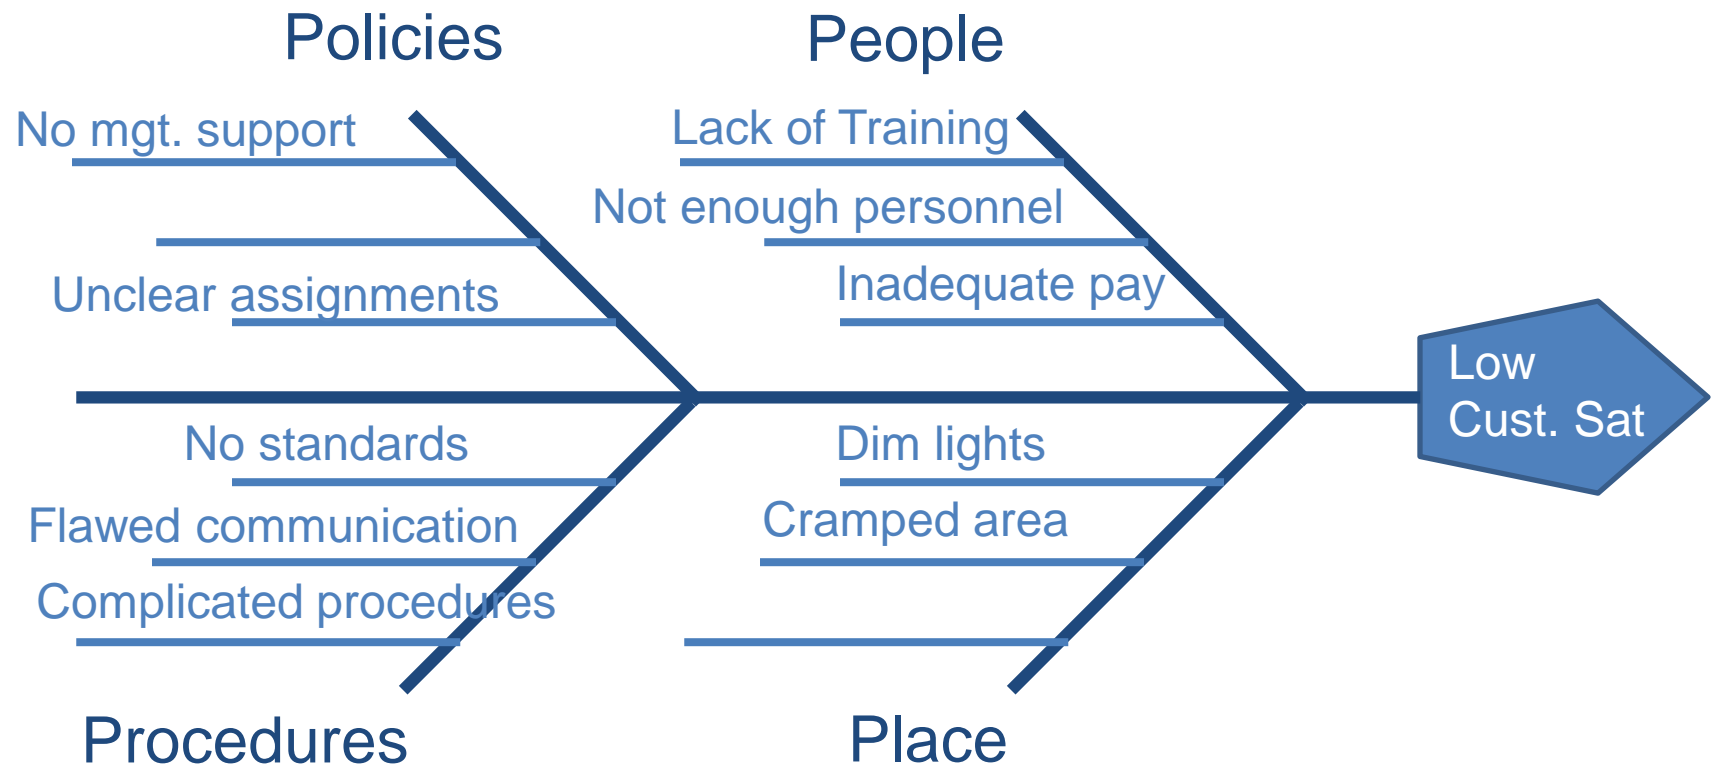 Policies
People
No mgt. support
Lack of Training
Not enough personnel
Unclear assignments
Inadequate pay
Low
Cust. Sat
No standards
Dim lights
Flawed communication
Cramped area
Complicated procedures
Procedures
Place